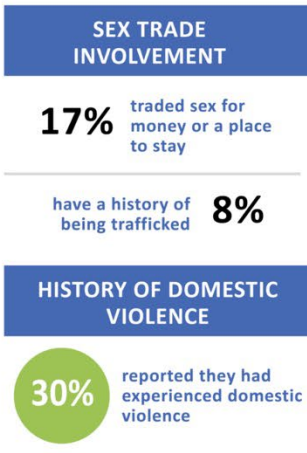 SEX TRADE
INVOLVEMENT
17%
traded sex for
money or a place
to stay
have a history of
being trafficked
8%
HISTORY OF DOMESTIC
VIOLENCE
30%
reported they had
experienced domestic
violence